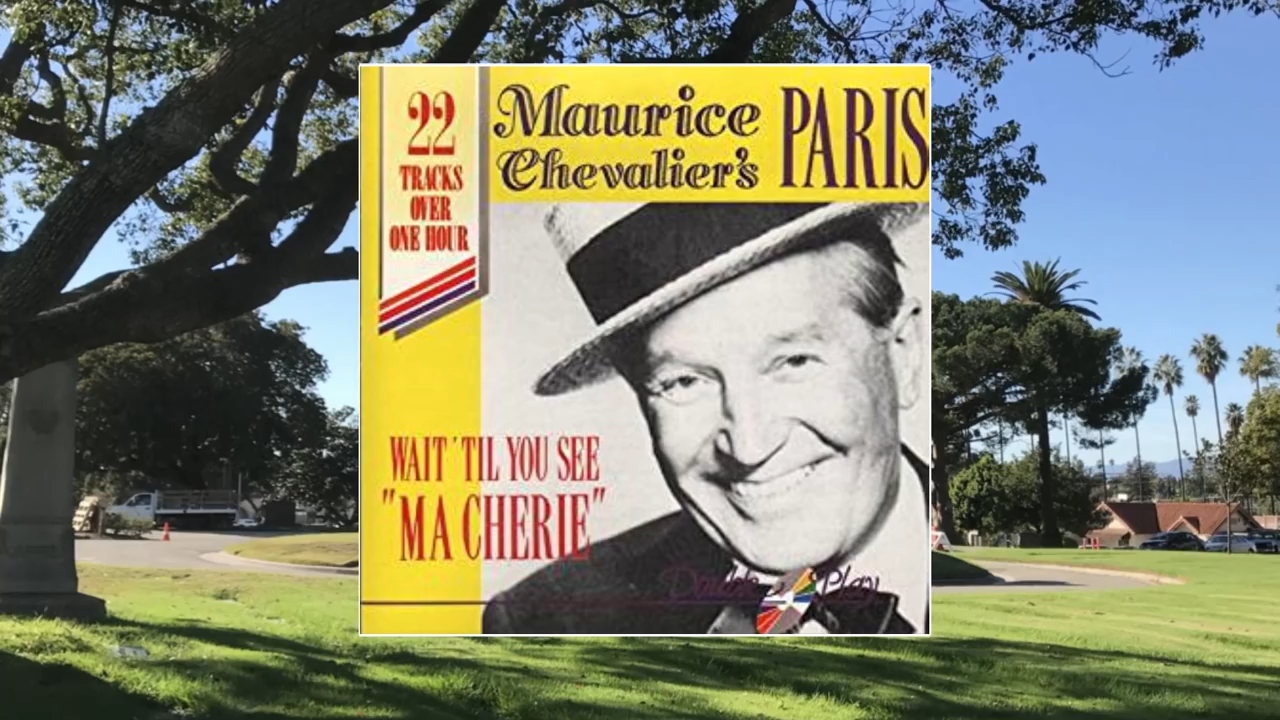 22
TRACKS
OVER
ONE HOUR
Maurice
Chevalier's
PARIS
WAIT 'TIL YOU SEE
"MA CHERIE"
Double Play